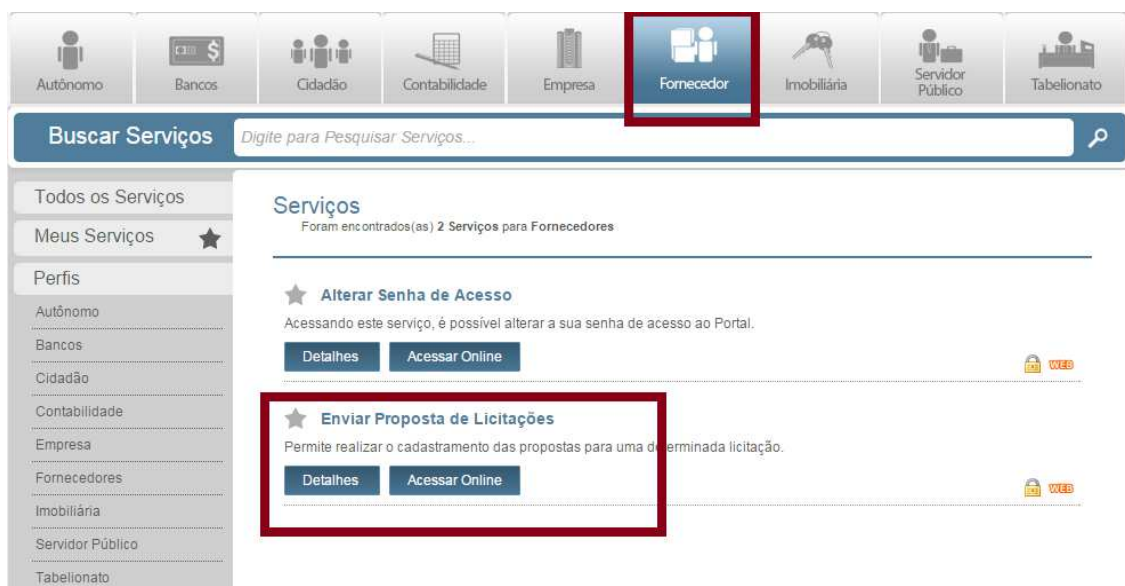 Autônomo
Bancos
Cidadão
Contabilidade
Empresa
Fornecedor
Imobiliária
Servidor
Público
Tabelionato
Buscar Serviços
Digite para Pesquisar Serviços...
Todos os Serviços
Meus Serviços
Perfis
Autônomo
Bancos
Cidadão
Contabilidade
Empresa
Fornecedores
Imobiliária
Servidor Público
Tabelionato
Serviços
Foram encontrados(as) 2 Serviços para Fornecedores
Alterar Senha de Acesso
Acessando este serviço, é possível alterar a sua senha de acesso ao Portal.
Detalhes
Acessar Online
WEB
Enviar Proposta de Licitações
Permite realizar o cadastramento das propostas para uma determinada licitação.
Detalhes
Acessar Online
WEB